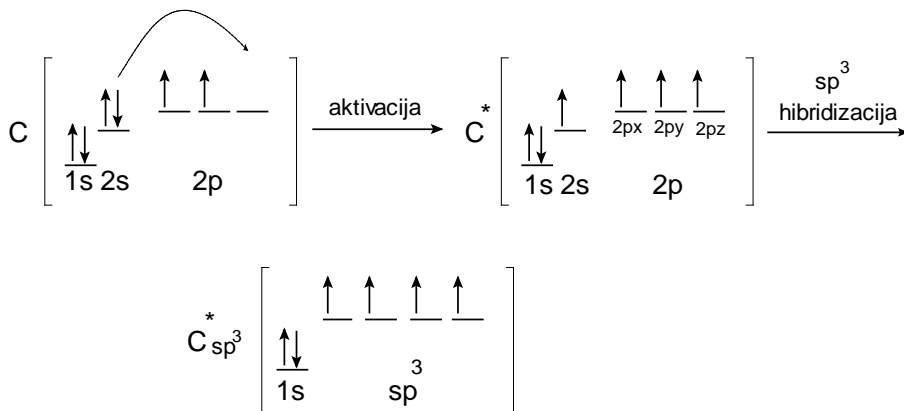 C 1s 2s 2p
aktivacija
C* 1s 2s 2px 2py 2pz 2p
sp³
hibridizacija
C*sp³ 1s sp³